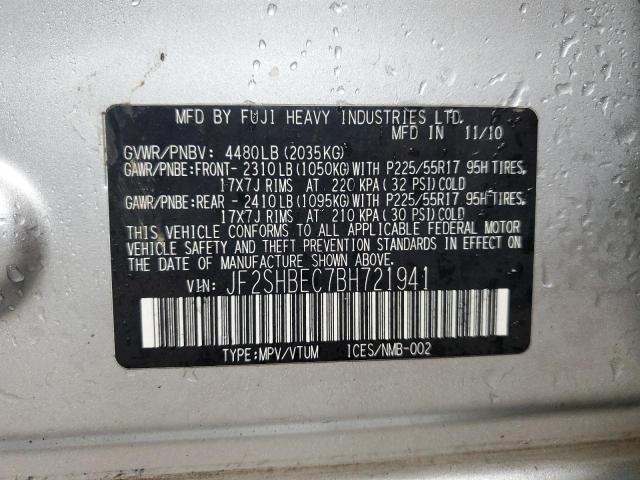 MFD BY FUJI HEAVY INDUSTRIES LTD.
MFD IN 11/10
GVWR/PNBV: 4480LB (2035KG)
GAWR/PNBE:FRONT- 2310LB (1050KG)WITH P225/55R17 95H TIRES,
17X7J RIMS AT 220 KPA (32 PSI)COLD
GAWR/PNBE:REAR - 2410LB (1095KG)WITH P225/55R17 95H TIRES,
17X7J RIMS AT 210 KPA (30 PSI)COLD
THIS VEHICLE CONFORMS TO ALL APPLICABLE FEDERAL MOTOR
VEHICLE SAFETY AND THEFT PREVENTION STANDARDS IN EFFECT ON
THE DATE OF MANUFACTURE SHOWN ABOVE.
VIN: JF2SHBEC7BH721941
TYPE:MPV/VTUM ICES/NMB-002